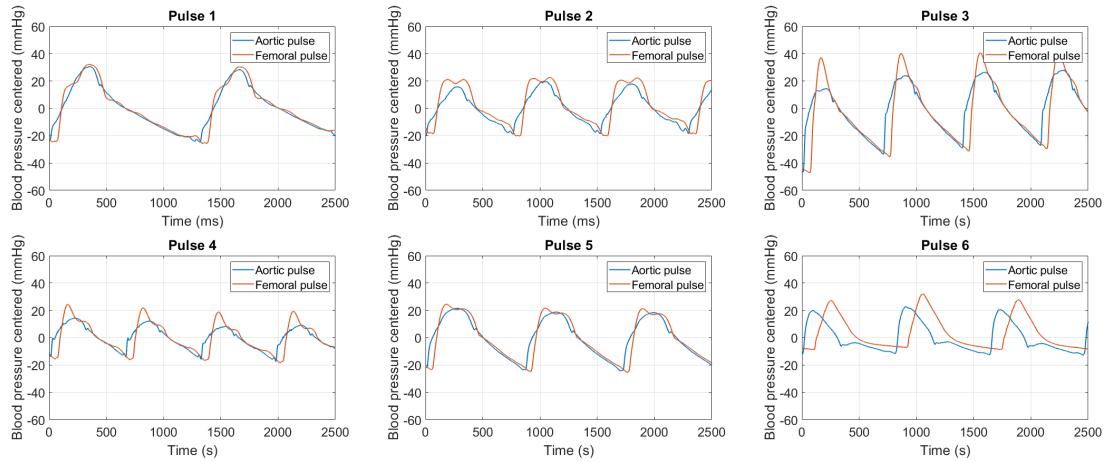 Pulse 1
Blood pressure centered (mmHg)
60
40
20
0
-20
-40
-60
Aortic pulse
Femoral pulse
0 500 1000 1500 2000 2500
Time (ms)
Pulse 2
Blood pressure centered (mmHg)
60
40
20
0
-20
-40
-60
Aortic pulse
Femoral pulse
0 500 1000 1500 2000 2500
Time (ms)
Pulse 3
Blood pressure centered (mmHg)
60
40
20
0
-20
-40
-60
Aortic pulse
Femoral pulse
0 500 1000 1500 2000 2500
Time (s)
Pulse 4
Blood pressure centered (mmHg)
60
40
20
0
-20
-40
-60
Aortic pulse
Femoral pulse
0 500 1000 1500 2000 2500
Time (s)
Pulse 5
Blood pressure centered (mmHg)
60
40
20
0
-20
-40
-60
Aortic pulse
Femoral pulse
0 500 1000 1500 2000 2500
Time (s)
Pulse 6
Blood pressure centered (mmHg)
60
40
20
0
-20
-40
-60
Aortic pulse
Femoral pulse
0 500 1000 1500 2000 2500
Time (s)